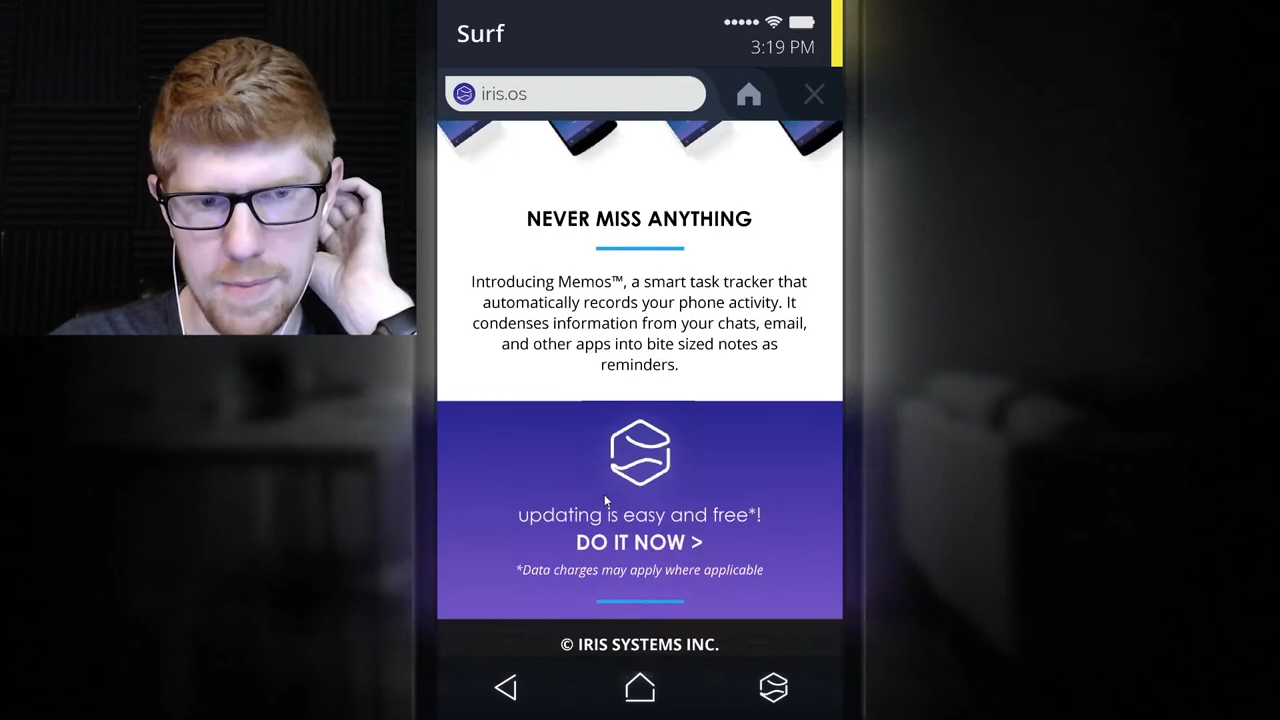 Surf
3:19 PM
iris.os
NEVER MISS ANYTHING
Introducing Memos™, a smart task tracker that
automatically records your phone activity. It
condenses information from your chats, email,
and other apps into bite sized notes as
reminders.
updating is easy and free*!
DO IT NOW >
*Data charges may apply where applicable
© IRIS SYSTEMS INC.